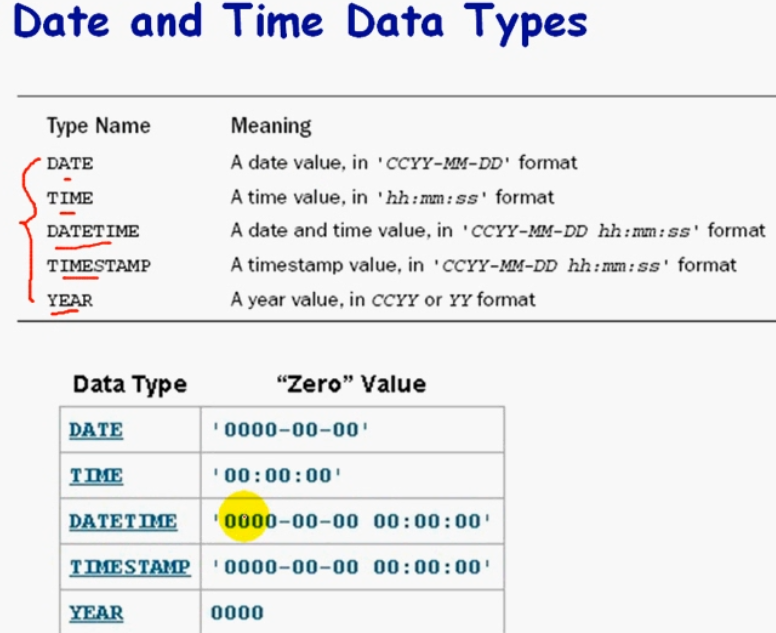 Date and Time Data Types
Type Name Meaning
DATE A date value, in 'CCYY-MM-DD' format
TIME A time value, in 'hh:mm:ss' format
DATETIME A date and time value, in 'CCYY-MM-DD hh:mm:ss' format
TIMESTAMP A timestamp value, in 'CCYY-MM-DD hh:mm:ss' format
YEAR A year value, in CCYY or YY format
Data Type “Zero” Value
DATE '0000-00-00'
TIME '00:00:00'
DATETIME '0000-00-00 00:00:00'
TIMESTAMP '0000-00-00 00:00:00'
YEAR 0000